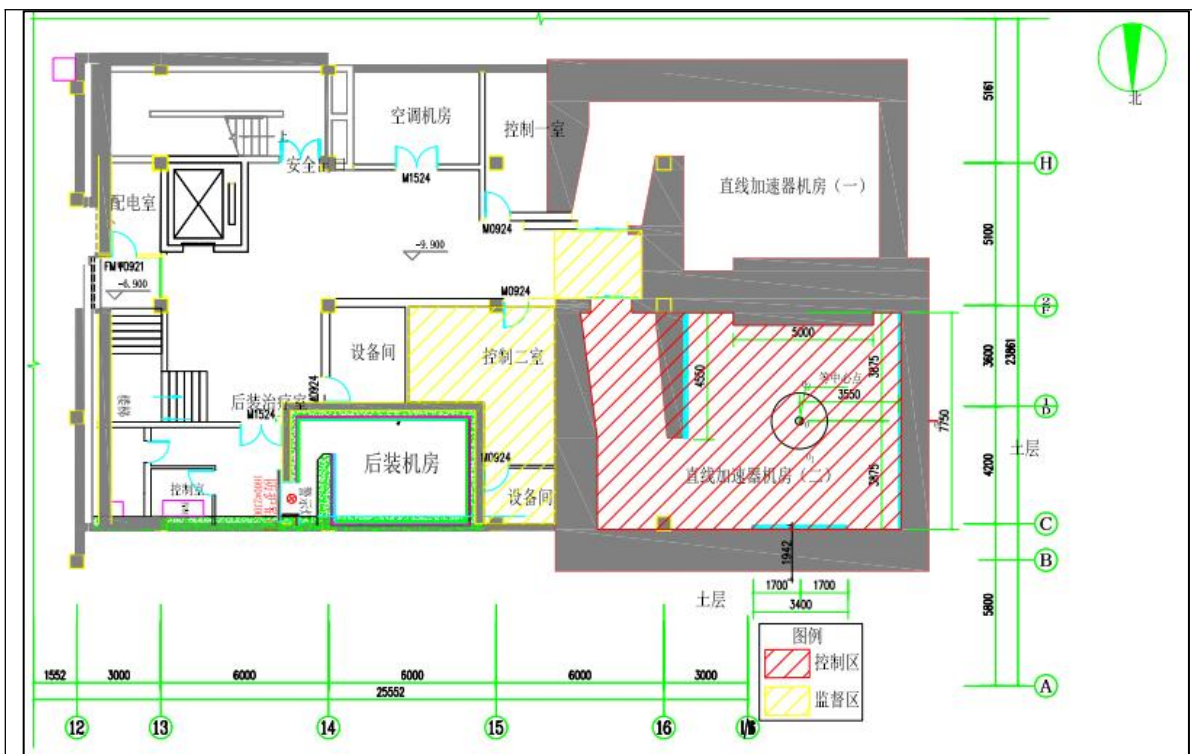 北
5161
空调机房
控制一室
上
安全出口
M1524
H
直线加速器机房（一）
配电室
M0924
5100
-9.900
FM甲0921
-6.900
M0924
F
5000
3600
23861
设备间
控制二室
4550
等中心点
3875
3550
M0924
后装治疗室
M1524
7750
土层
后装机房
M0924
直线加速器机房（二）
3875
4200
控制室
设备间
C
1942
B
1700
1700
土层
3400
5800
图例
控制区
监督区
1552
3000
6000
6000
6000
3000
A
25552
12
13
14
15
16